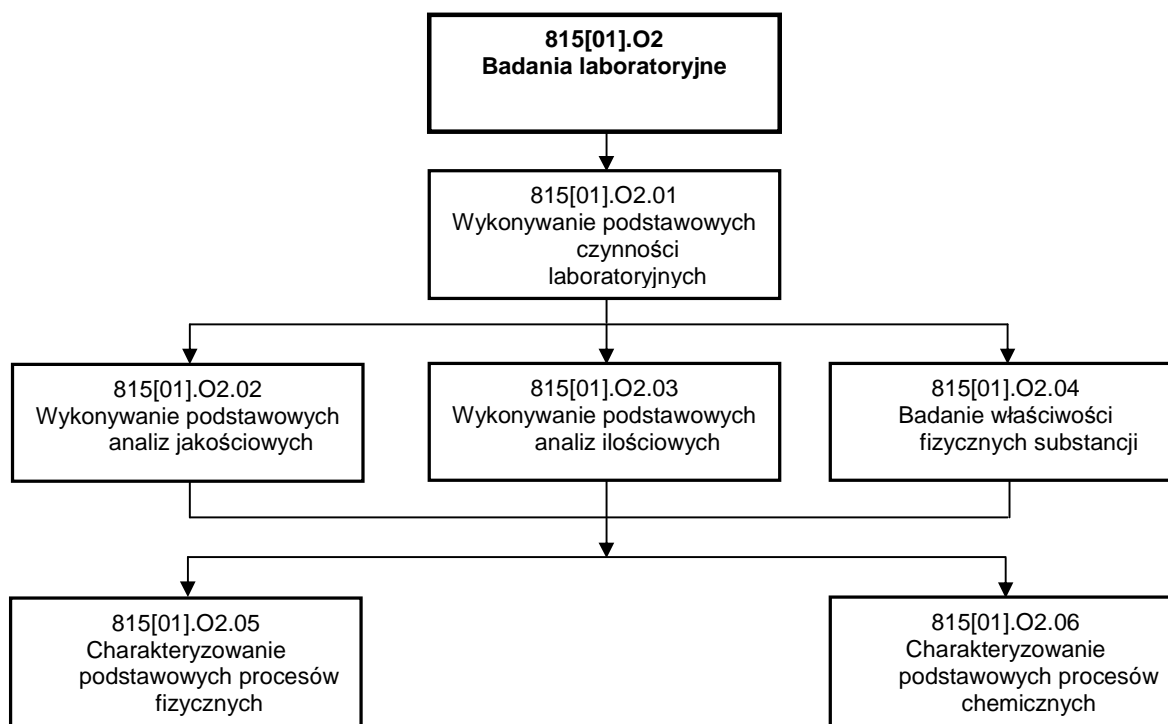 815[01].O2
Badania laboratoryjne
815[01].O2.01
Wykonywanie podstawowych
czynności
laboratoryjnych
815[01].O2.02
Wykonywanie podstawowych
analiz jakościowych
815[01].O2.03
Wykonywanie podstawowych
analiz ilościowych
815[01].O2.04
Badanie właściwości
fizycznych substancji
815[01].O2.05
Charakteryzowanie
podstawowych procesów
fizycznych
815[01].O2.06
Charakteryzowanie
podstawowych procesów
chemicznych